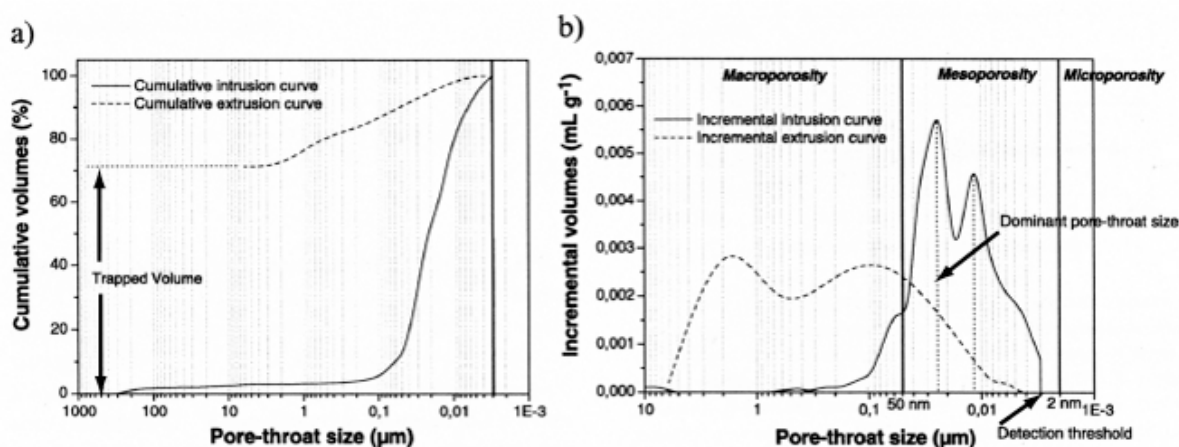 a)
Cumulative volumes (%)
100
80
60
40
20
0
Cumulative intrusion curve
Cumulative extrusion curve
Trapped Volume
1000
100
10
1
0,1
0,01
1E-3
Pore-throat size (µm)
b)
Incremental volumes (mL g⁻¹)
0,007
0,006
0,005
0,004
0,003
0,002
0,001
0,000
Macroporosity
Mesoporosity
Microporosity
Incremental intrusion curve
Incremental extrusion curve
Dominant pore-throat size
10
1
0,1
50 nm
0,01
2 nm
1E-3
Pore-throat size (µm)
Detection threshold